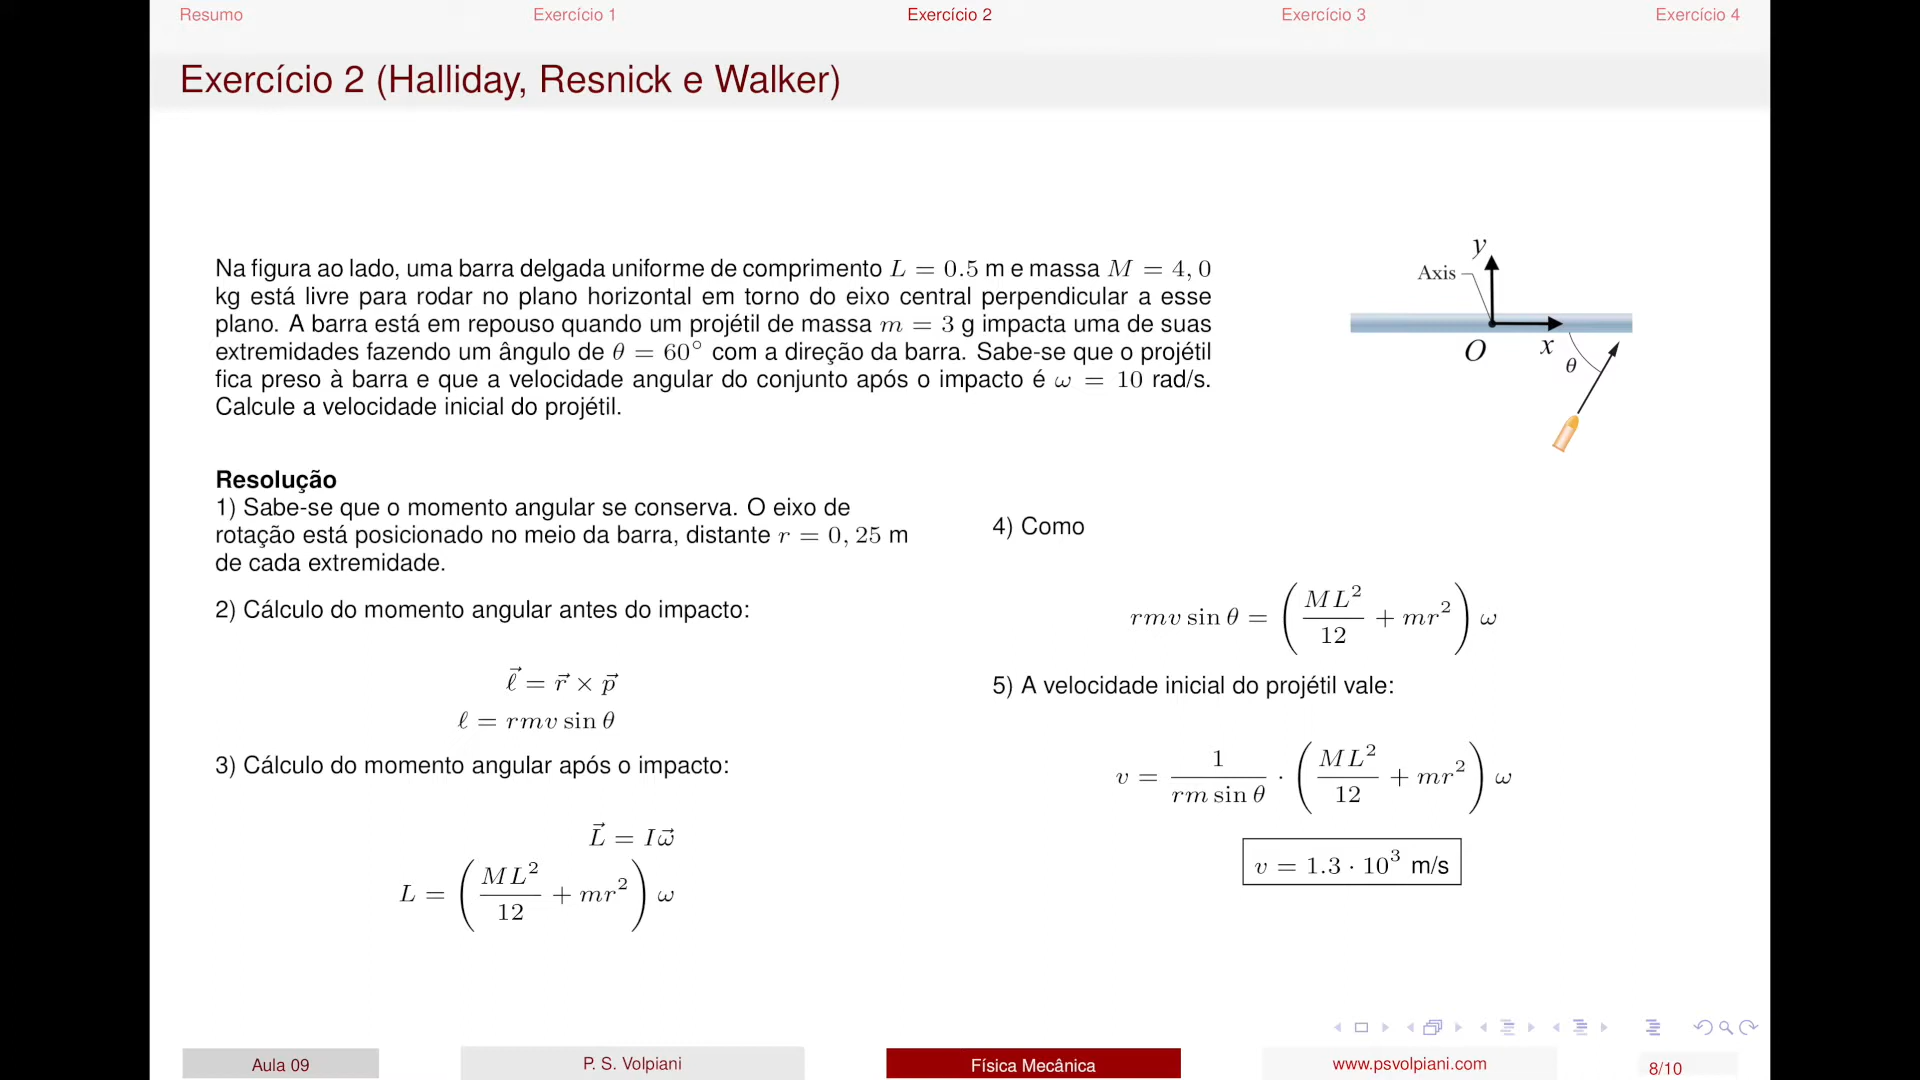 Resumo Exercício 1 Exercício 2 Exercício 3 Exercício 4
Exercício 2 (Halliday, Resnick e Walker)
Na figura ao lado, uma barra delgada uniforme de comprimento L = 0.5 m e massa M = 4, 0
kg está livre para rodar no plano horizontal em torno do eixo central perpendicular a esse
plano. A barra está em repouso quando um projétil de massa m = 3 g impacta uma de suas
extremidades fazendo um ângulo de θ = 60° com a direção da barra. Sabe-se que o projétil
fica preso à barra e que a velocidade angular do conjunto após o impacto é ω = 10 rad/s.
Calcule a velocidade inicial do projétil.
y
Axis
O x
θ
Resolução
1) Sabe-se que o momento angular se conserva. O eixo de
rotação está posicionado no meio da barra, distante r = 0, 25 m
de cada extremidade.
2) Cálculo do momento angular antes do impacto:
ℓ⃗ = r⃗ × p⃗
ℓ = rmv sin θ
3) Cálculo do momento angular após o impacto:
L⃗ = Iω⃗
L = (ML²/12 + mr²) ω
4) Como
rmv sin θ = (ML²/12 + mr²) ω
5) A velocidade inicial do projétil vale:
v = 1/(rm sin θ) · (ML²/12 + mr²) ω
v = 1.3 · 10³ m/s
Aula 09 P. S. Volpiani Física Mecânica www.psvolpiani.com 8/10